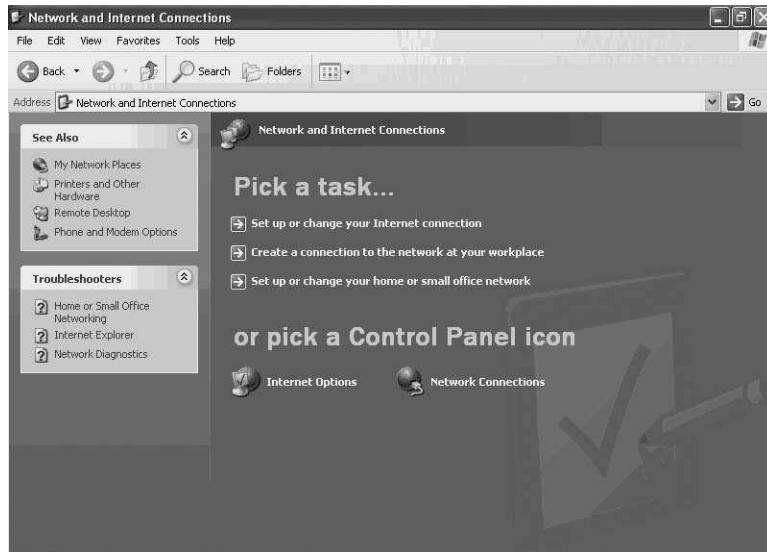 Network and Internet Connections
File Edit View Favorites Tools Help
Back Search Folders
Address Network and Internet Connections Go
See Also
My Network Places
Printers and Other
Hardware
Remote Desktop
Phone and Modem Options
Troubleshooters
Home or Small Office
Networking
Internet Explorer
Network Diagnostics
Network and Internet Connections
Pick a task...
Set up or change your Internet connection
Create a connection to the network at your workplace
Set up or change your home or small office network
or pick a Control Panel icon
Internet Options Network Connections